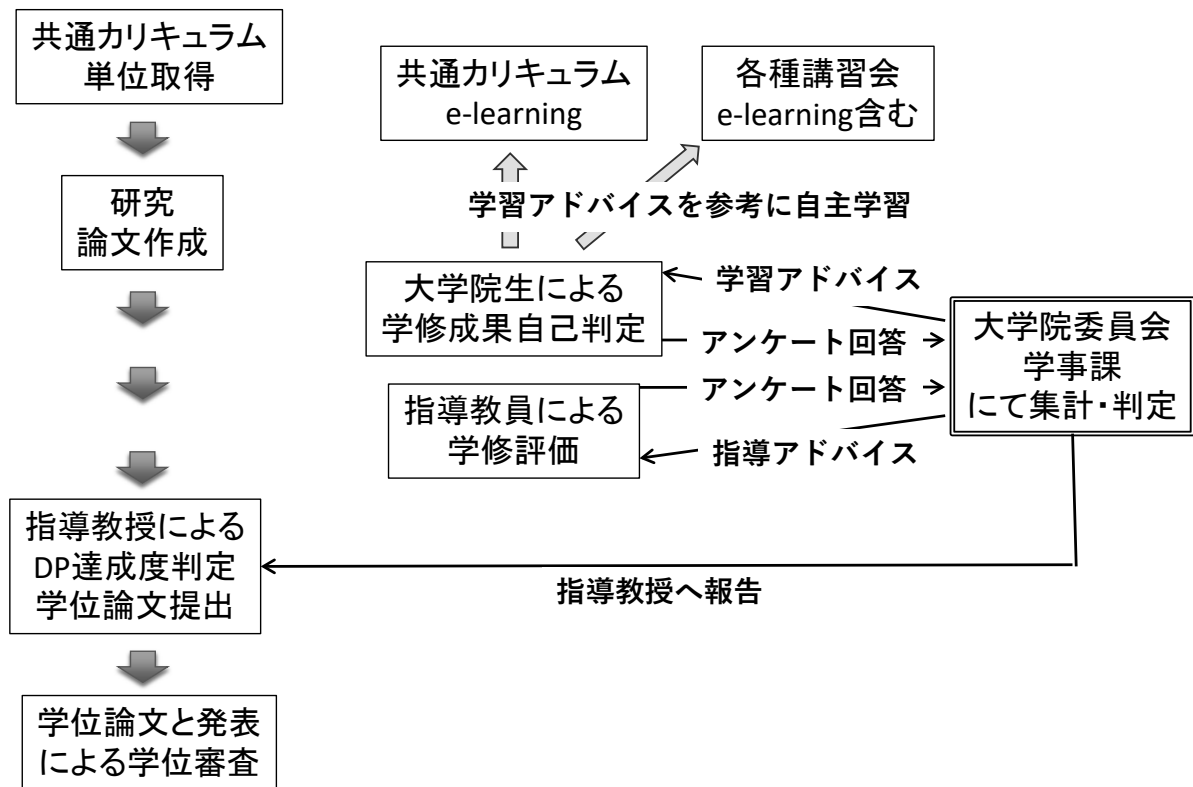 共通カリキュラム
単位取得
研究
論文作成
指導教授による
DP達成度判定
学位論文提出
学位論文と発表
による学位審査
共通カリキュラム
e-learning
各種講習会
e-learning含む
学習アドバイスを参考に自主学習
大学院生による
学修成果自己判定
学習アドバイス
アンケート回答
アンケート回答
指導教員による
学修評価
指導アドバイス
大学院委員会
学事課
にて集計・判定
指導教授へ報告